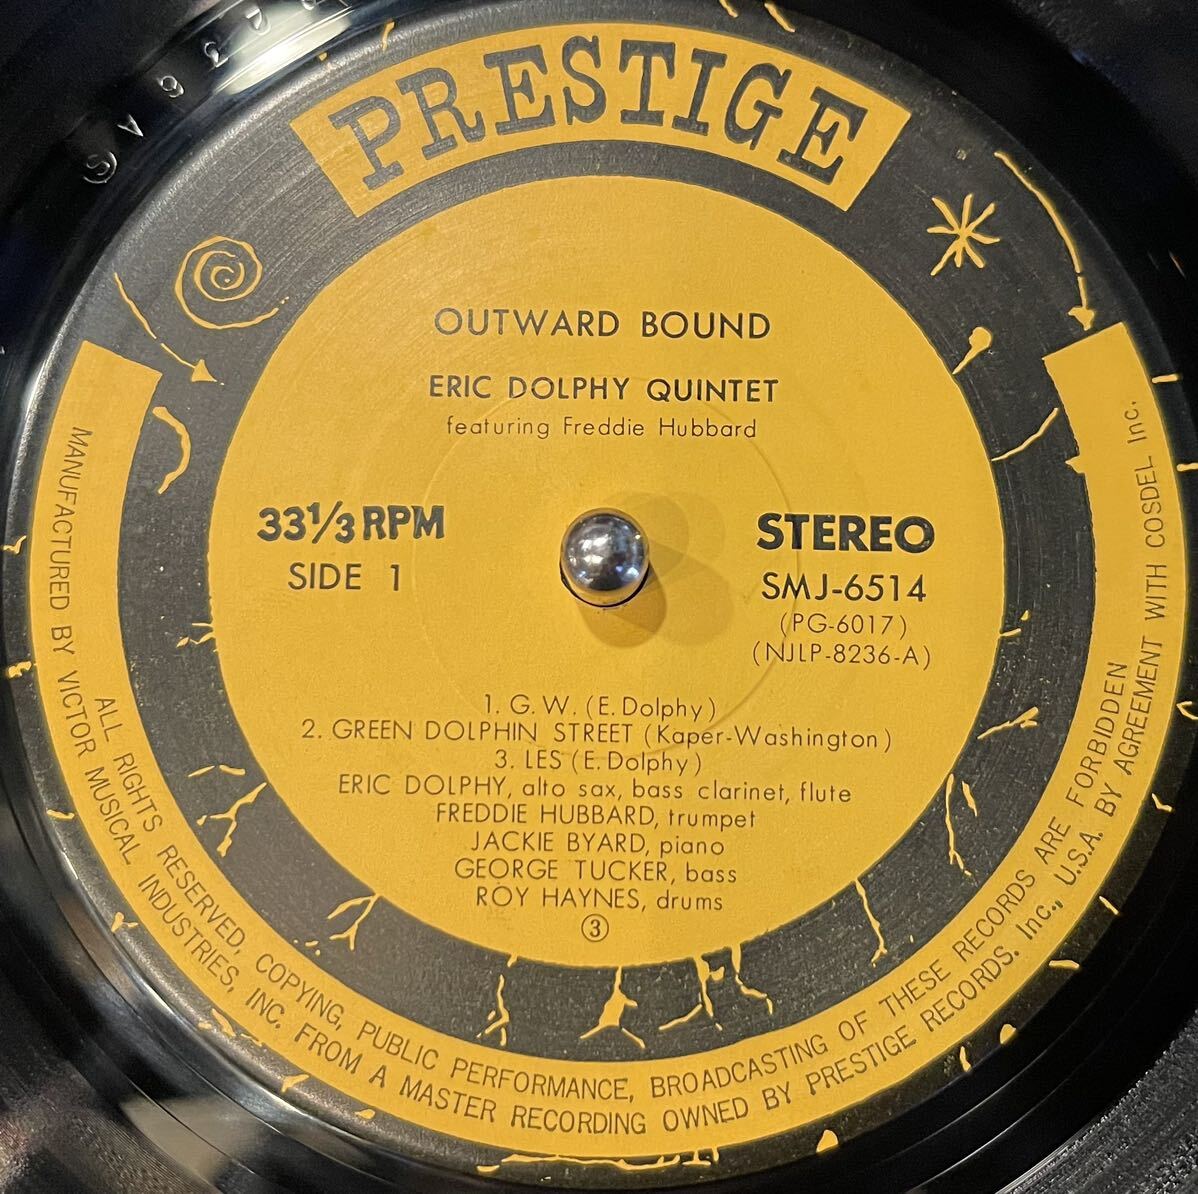 PRESTIGE
OUTWARD BOUND
ERIC DOLPHY QUINTET
featuring Freddie Hubbard
33 1/3 RPM
SIDE 1
STEREO
SMJ-6514
(PG-6017)
(NJLP-8236-A)
1. G. W. (E. Dolphy)
2. GREEN DOLPHIN STREET (Kaper-Washington)
3. LES (E. Dolphy)
ERIC DOLPHY, alto sax, bass clarinet, flute
FREDDIE HUBBARD, trumpet
JACKIE BYARD, piano
GEORGE TUCKER, bass
ROY HAYNES, drums
③
ALL RIGHTS RESERVED, COPYING, PUBLIC PERFORMANCE, BROADCASTING OF THESE RECORDS ARE FORBIDDEN
MANUFACTURED BY VICTOR MUSICAL INDUSTRIES, INC. FROM A MASTER RECORDING OWNED BY PRESTIGE RECORDS. Inc., U.S.A. BY AGREEMENT WITH COSDEL Inc.